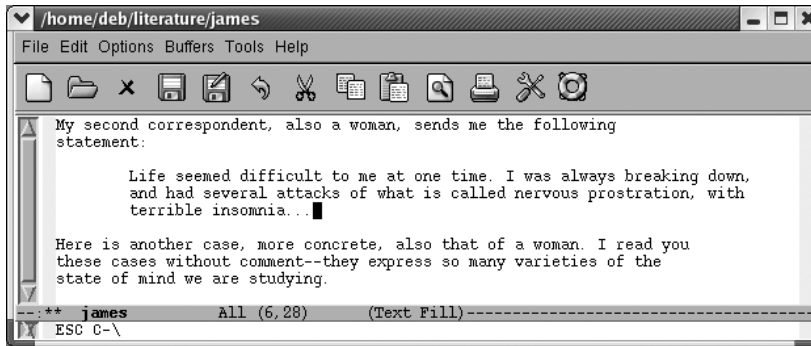 /home/deb/literature/james
File Edit Options Buffers Tools Help
My second correspondent, also a woman, sends me the following
statement:
Life seemed difficult to me at one time. I was always breaking down,
and had several attacks of what is called nervous prostration, with
terrible insomnia...
Here is another case, more concrete, also that of a woman. I read you
these cases without comment--they express so many varieties of the
state of mind we are studying.
--:** james All (6,28) (Text Fill)-------------------------------------
ESC C-\